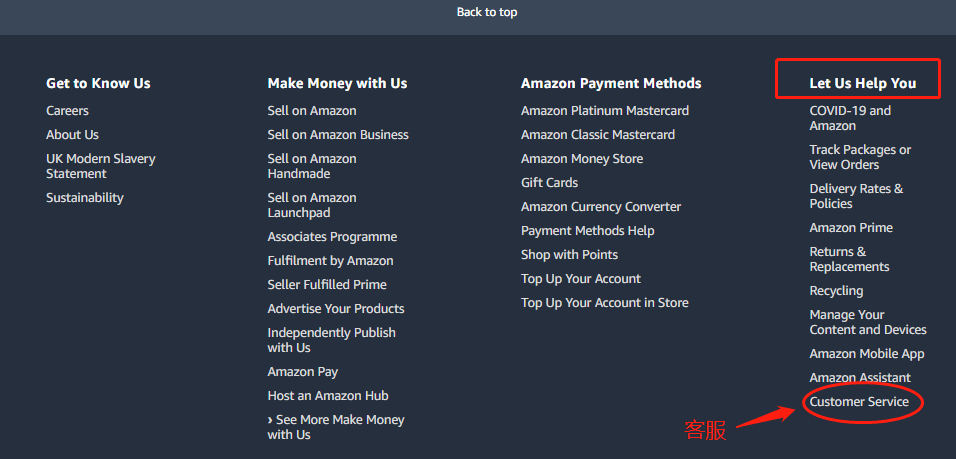 Back to top
Get to Know Us
Careers
About Us
UK Modern Slavery
Statement
Sustainability
Make Money with Us
Sell on Amazon
Sell on Amazon Business
Sell on Amazon
Handmade
Sell on Amazon
Launchpad
Associates Programme
Fulfilment by Amazon
Seller Fulfilled Prime
Advertise Your Products
Independently Publish
with Us
Amazon Pay
Host an Amazon Hub
› See More Make Money
with Us
Amazon Payment Methods
Amazon Platinum Mastercard
Amazon Classic Mastercard
Amazon Money Store
Gift Cards
Amazon Currency Converter
Payment Methods Help
Shop with Points
Top Up Your Account
Top Up Your Account in Store
Let Us Help You
COVID-19 and
Amazon
Track Packages or
View Orders
Delivery Rates &
Policies
Amazon Prime
Returns &
Replacements
Recycling
Manage Your
Content and Devices
Amazon Mobile App
Amazon Assistant
Customer Service
客服